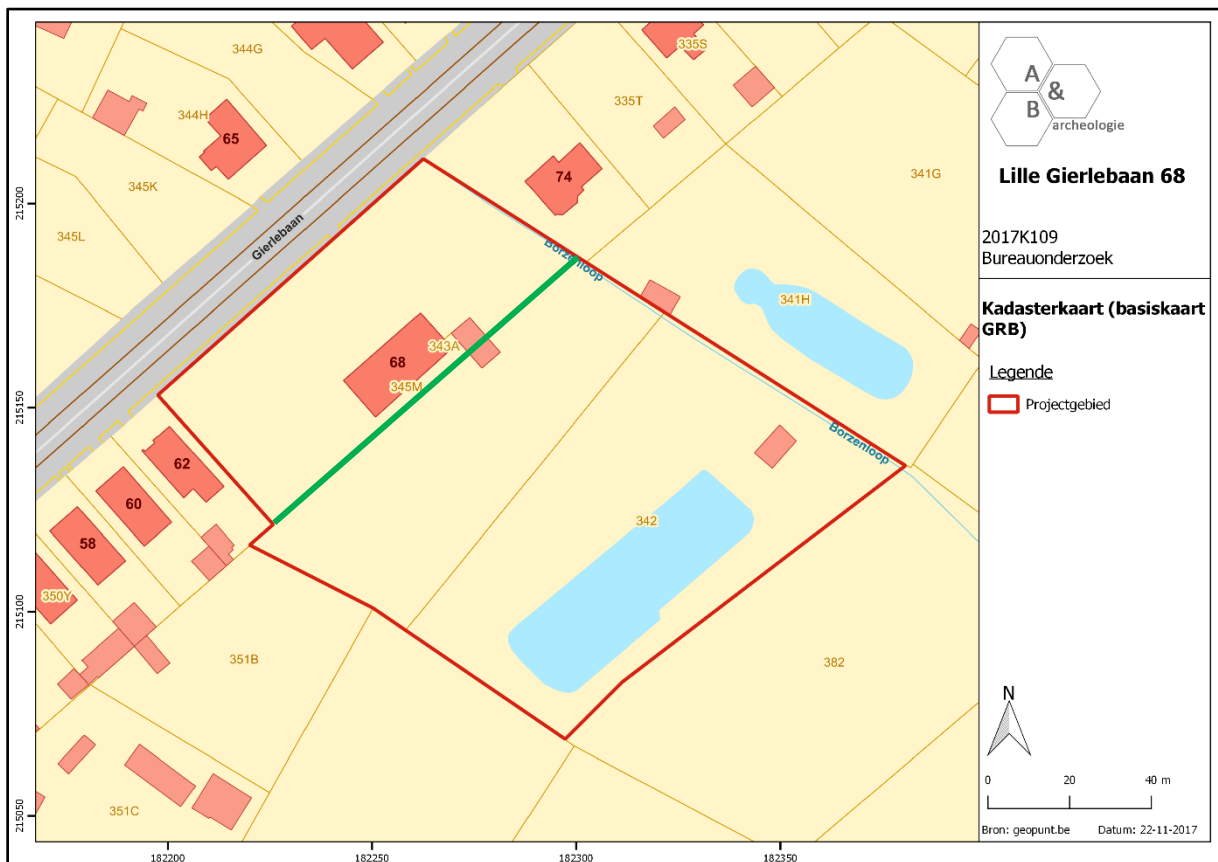 344G
335S
335T
344H
65
345K
341G
74
345L
Gierlebaan
Borzenloop
341H
343A
68
345M
Borzenloop
62
60
342
58
350Y
351B
382
351C
215200
215150
215100
215050
182200
182250
182300
182350
A
&
B
archeologie
Lille Gierlebaan 68
2017K109
Bureauonderzoek
Kadasterkaart (basiskaart
GRB)
Legende
Projectgebied
N
0 20 40 m
Bron: geopunt.be Datum: 22-11-2017